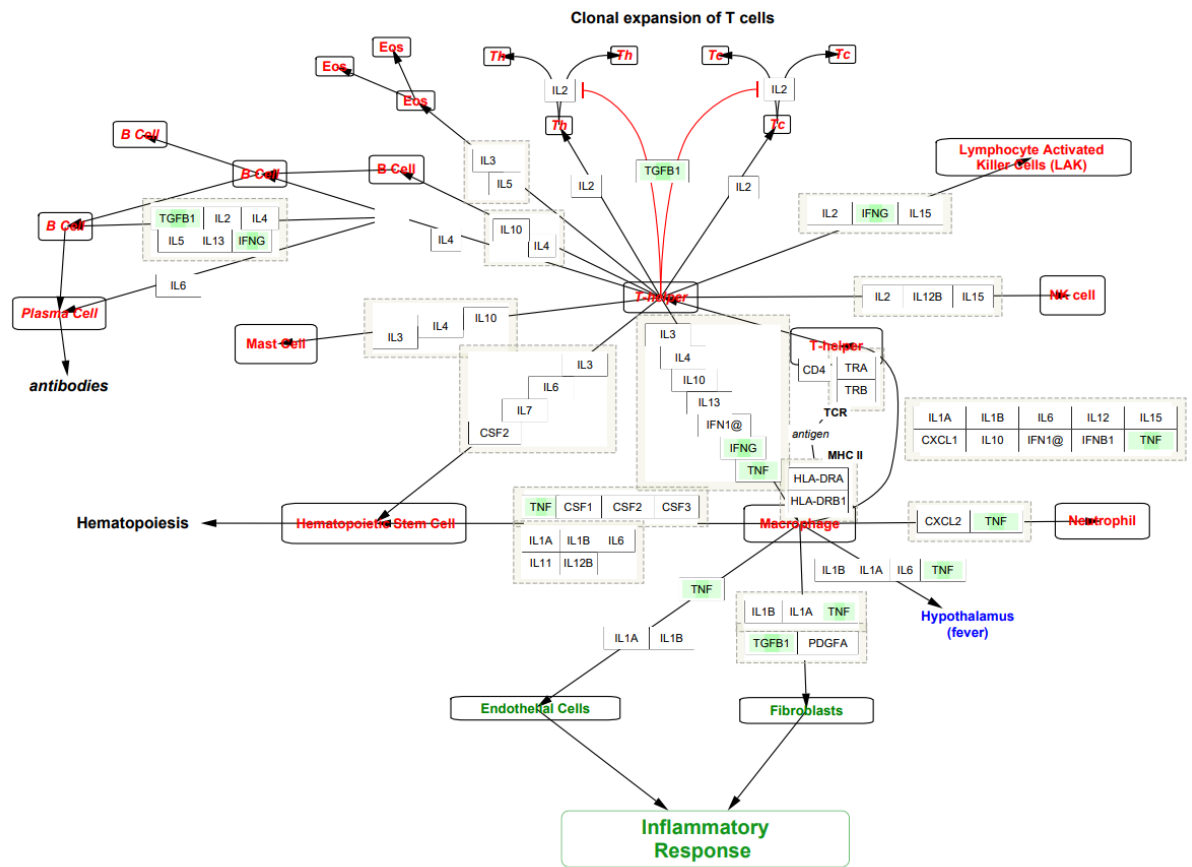 Clonal expansion of T cells
Eos
Th
Th
Tc
Tc
Eos
IL2
IL2
Eos
B Cell
Th
Tc
B Cell
B Cell
IL3
IL5
TGFB1
IL2
IL2
Lymphocyte Activated
Killer Cells (LAK)
B Cell
TGFB1 IL2 IL4
IL5 IL13 IFNG
IL4
IL10
IL4
IL2 IFNG IL15
IL6
Plasma Cell
T-helper
IL2 IL12B IL15
NK cell
antibodies
Mast Cell
IL3
IL4
IL10
IL3
IL6
IL7
CSF2
IL3
IL4
IL10
IL13
IFN1@
IFNG
TNF
T-helper
CD4
TRA
TRB
TCR
antigen
MHC II
HLA-DRA
HLA-DRB1
IL1A IL1B IL6 IL12 IL15
CXCL1 IL10 IFN1@ IFNB1 TNF
Hematopoiesis
Hematopoietic Stem Cell
TNF CSF1 CSF2 CSF3
IL1A IL1B IL6
IL11 IL12B
Macrophage
CXCL2 TNF
Neutrophil
TNF
IL1A IL1B
IL1B IL1A TNF
TGFB1 PDGFA
IL1B IL1A IL6 TNF
Hypothalamus
(fever)
Endothelial Cells
Fibroblasts
Inflammatory
Response